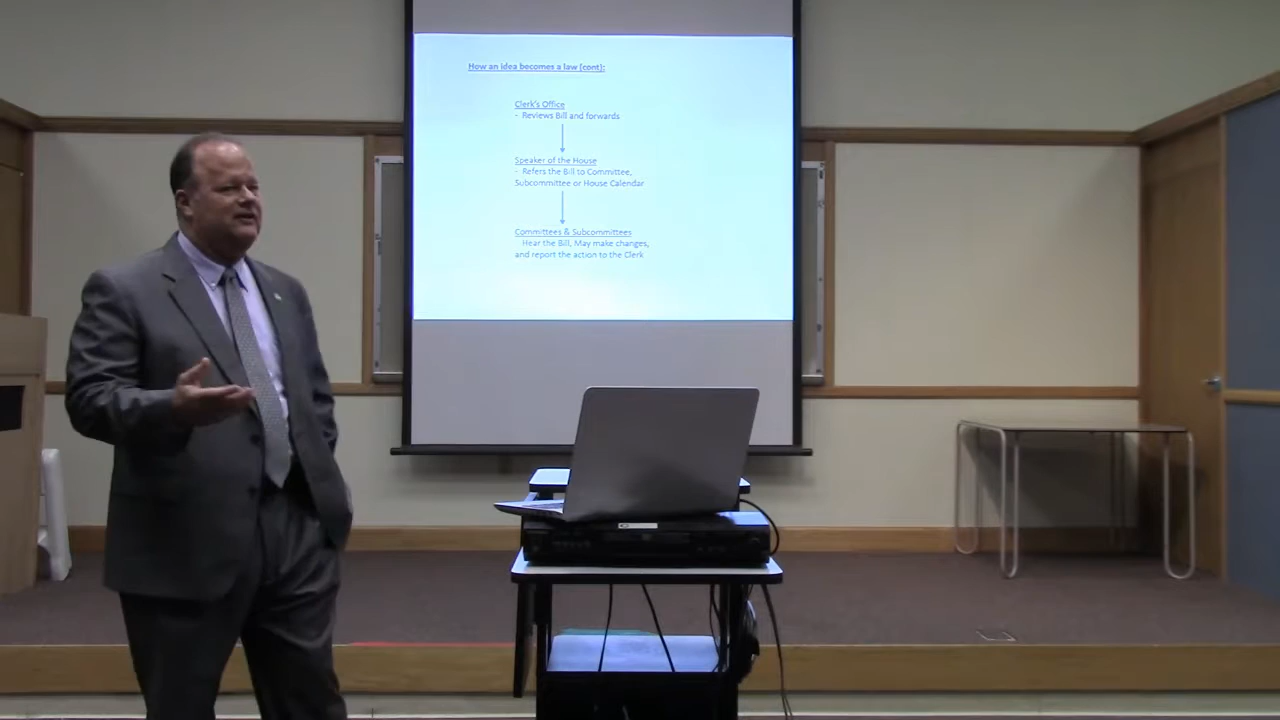 How an idea becomes a law (cont):
Clerk's Office
- Reviews Bill and forwards
Speaker of the House
- Refers the Bill to Committee,
Subcommittee or House Calendar
Committees & Subcommittees
Hear the Bill, May make changes,
and report the action to the Clerk